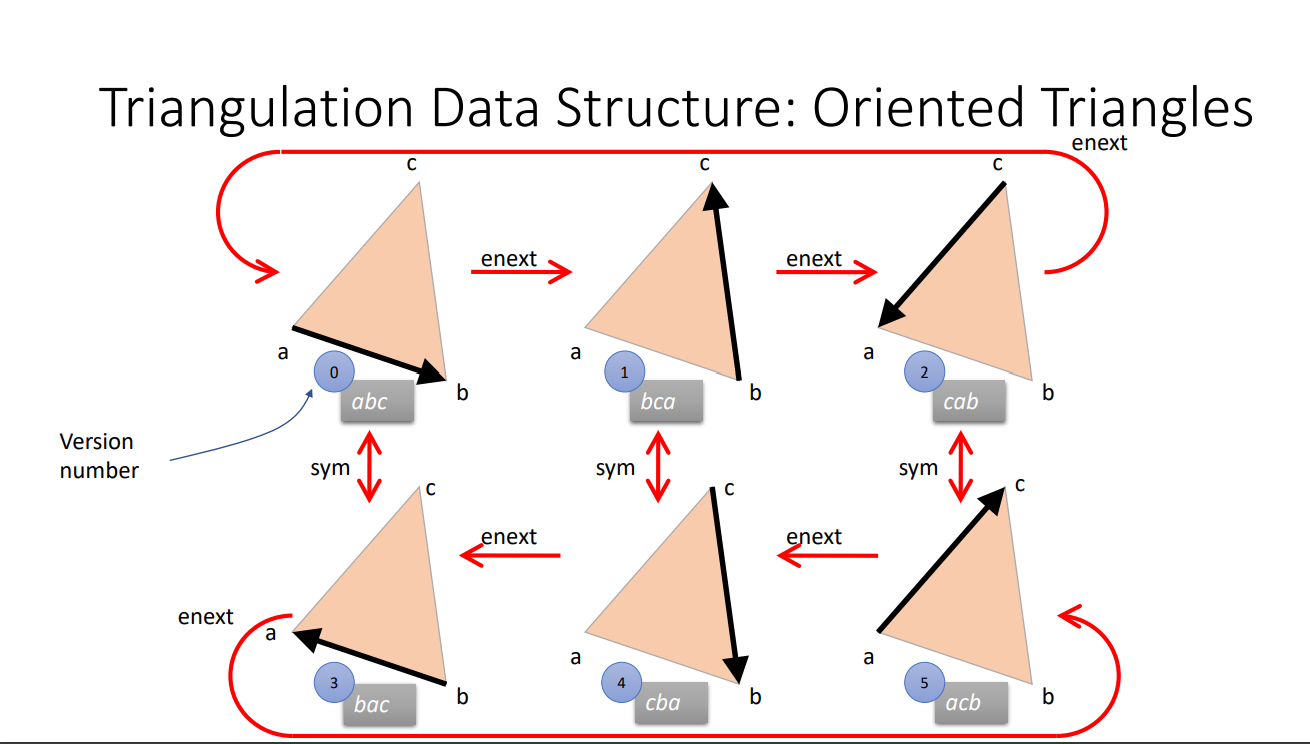 Triangulation Data Structure: Oriented Triangles
enext
c
c
c
enext
enext
a
b
a
b
a
b
0
abc
1
bca
2
cab
Version
number
sym
sym
sym
c
c
c
enext
enext
enext
a
b
a
b
a
b
3
bac
4
cba
5
acb